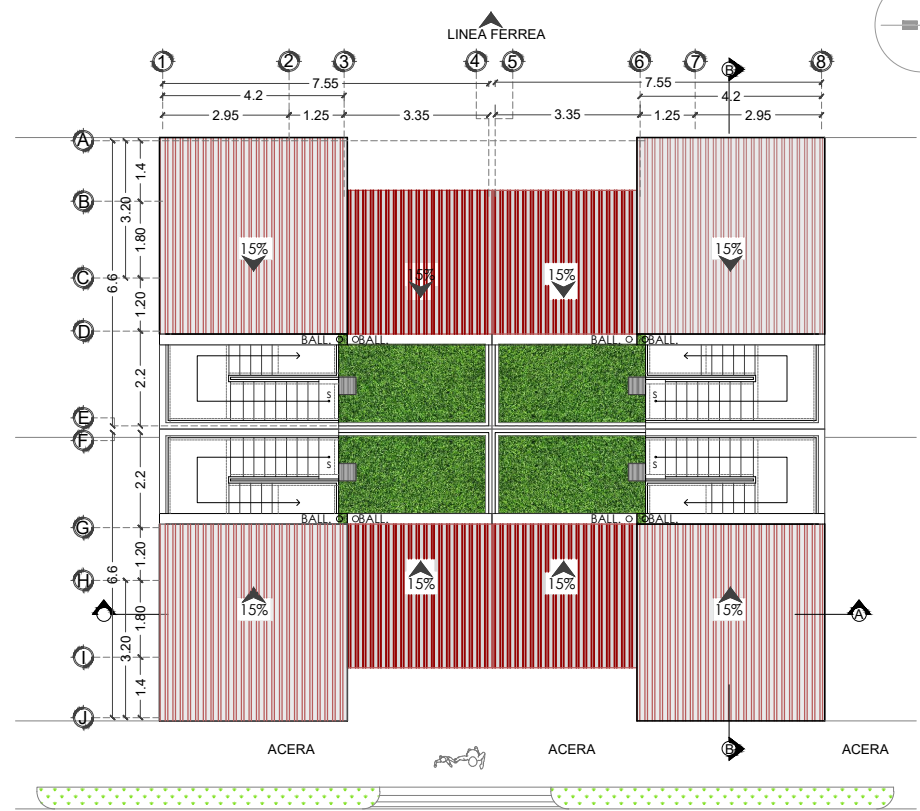 LINEA FERREA
1 2 3 4 5 6 7 8
B
7.55 7.55
4.2 4.2
2.95 1.25 3.35 3.35 1.25 2.95
A
1.4
B
3.20
1.80
15% 15% 15% 15%
C
6.6
1.20
D
BALL. BALL. BALL. BALL.
2.2
S S
E
F
S S
2.2
BALL. BALL. BALL. BALL.
G
1.20
H
6.6
15% 15% 15% 15%
1.80
A
3.20
I
1.4
J
ACERA ACERA B ACERA